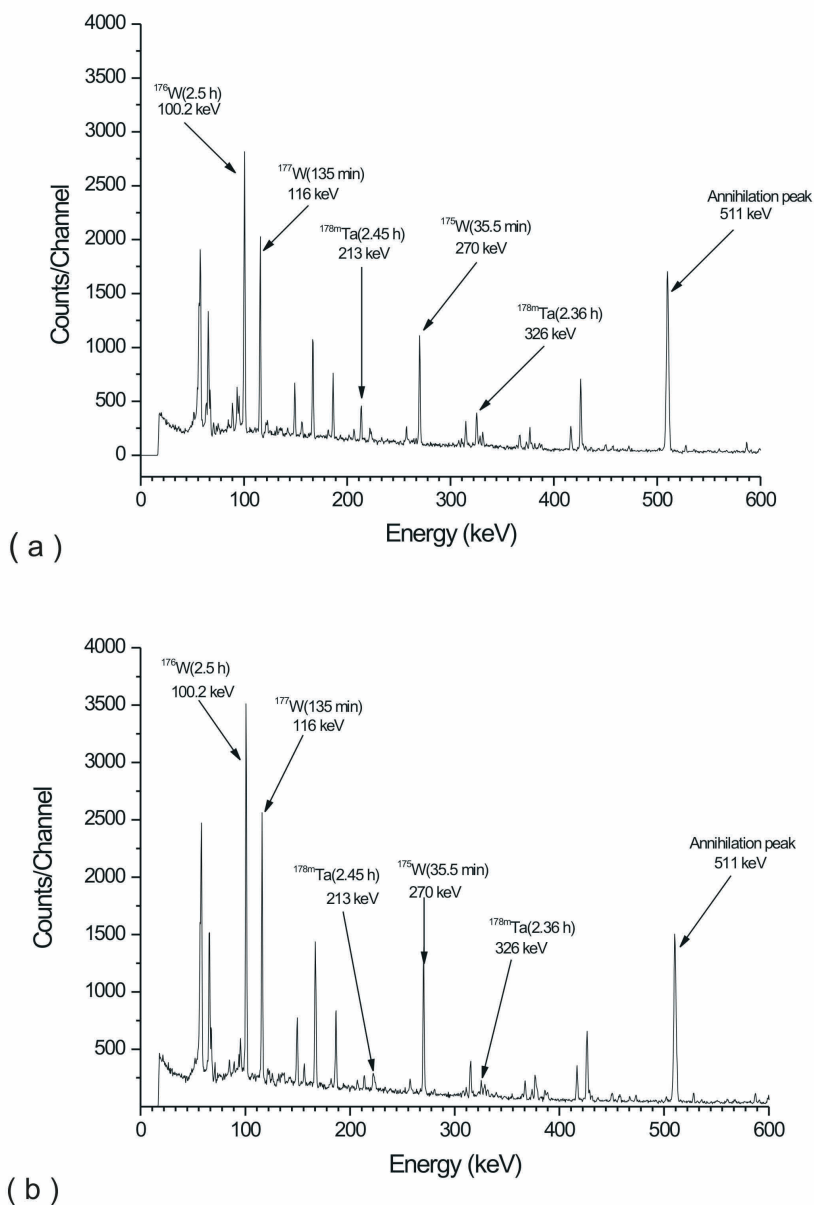 4000
3500
3000
2500
2000
1500
1000
500
0
Counts/Channel
¹⁷⁶W(2.5 h)
100.2 keV
¹⁷⁷W(135 min)
116 keV
¹⁷⁸ᵐTa(2.45 h)
213 keV
¹⁷⁵W(35.5 min)
270 keV
¹⁷⁸ᵐTa(2.36 h)
326 keV
Annihilation peak
511 keV
0 100 200 300 400 500 600
Energy (keV)
( a )
4000
3500
3000
2500
2000
1500
1000
500
Counts/Channel
¹⁷⁶W(2.5 h)
100.2 keV
¹⁷⁷W(135 min)
116 keV
¹⁷⁸ᵐTa(2.45 h)
213 keV
¹⁷⁵W(35.5 min)
270 keV
¹⁷⁸ᵐTa(2.36 h)
326 keV
Annihilation peak
511 keV
0 100 200 300 400 500 600
Energy (keV)
( b )